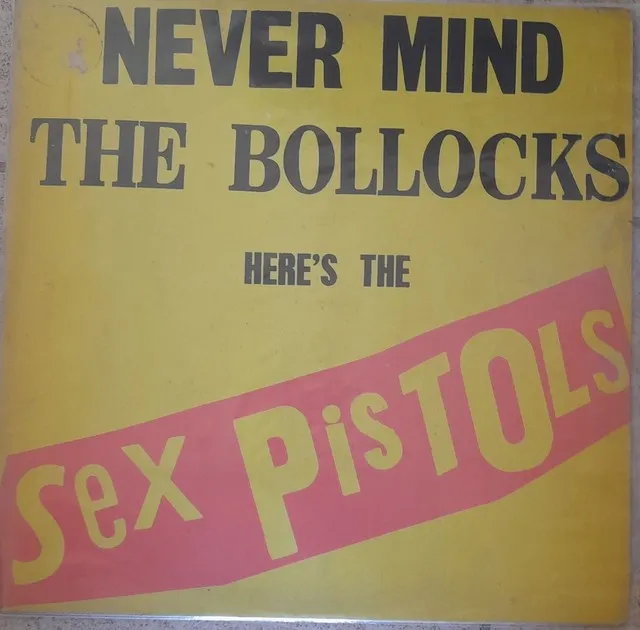 NEVER MIND
THE BOLLOCKS
HERE'S THE
Sex PisTOLS